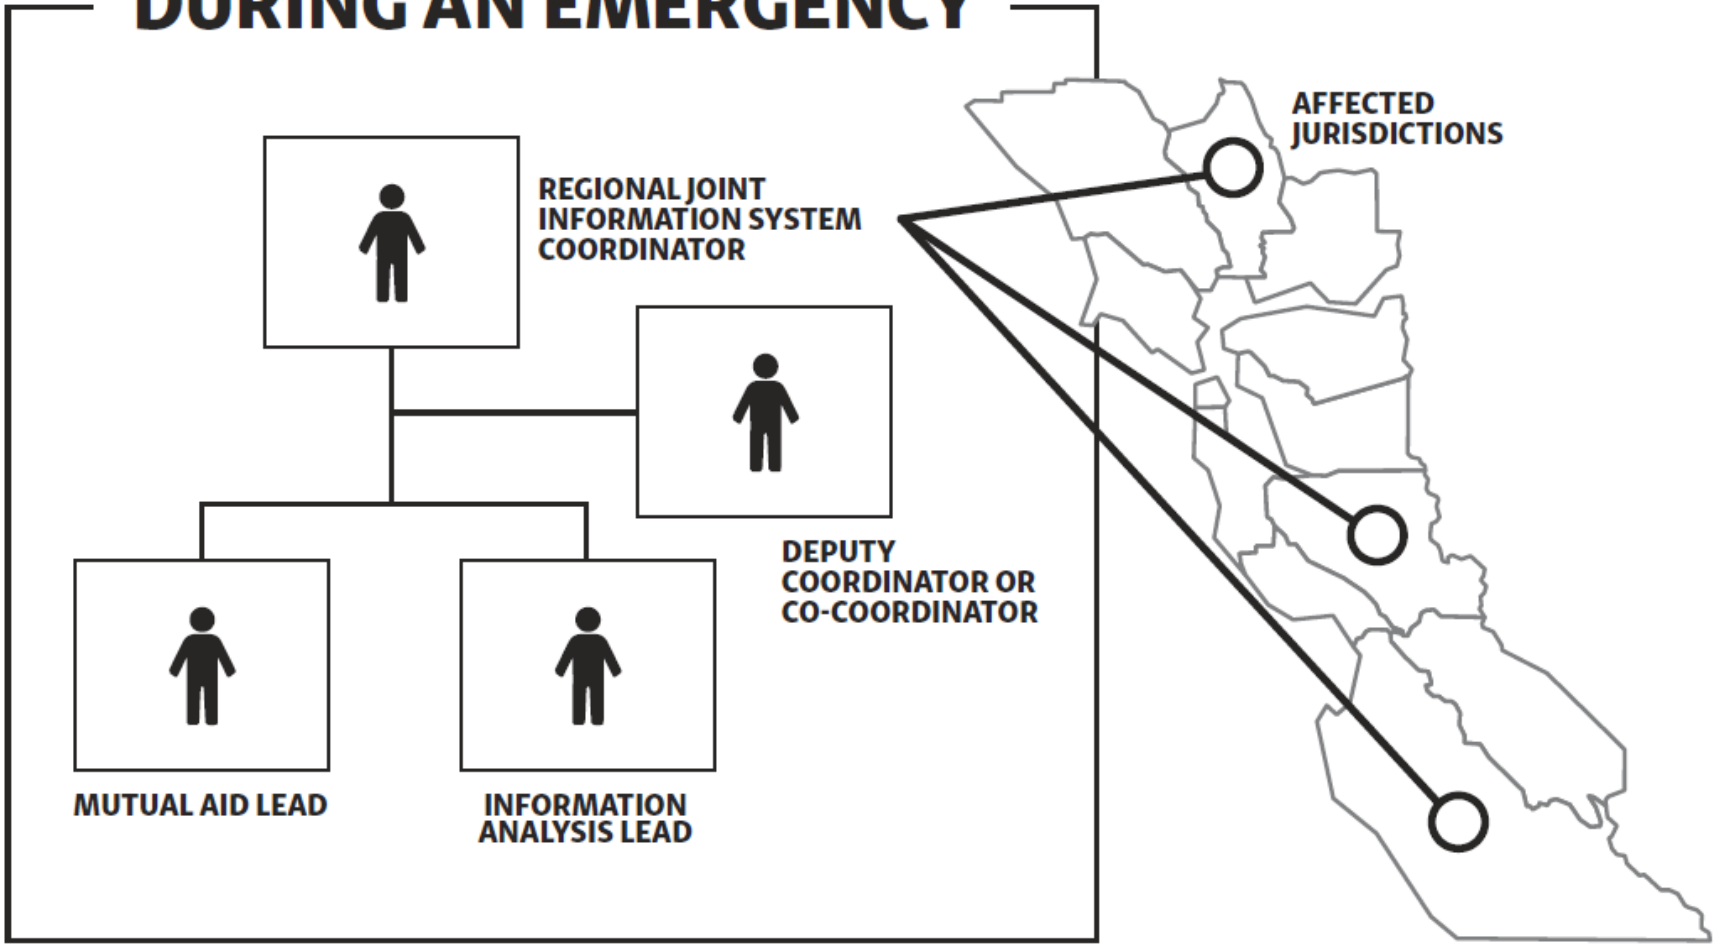 DURING AN EMERGENCY
AFFECTED
JURISDICTIONS
REGIONAL JOINT
INFORMATION SYSTEM
COORDINATOR
DEPUTY
COORDINATOR OR
CO-COORDINATOR
MUTUAL AID LEAD
INFORMATION
ANALYSIS LEAD